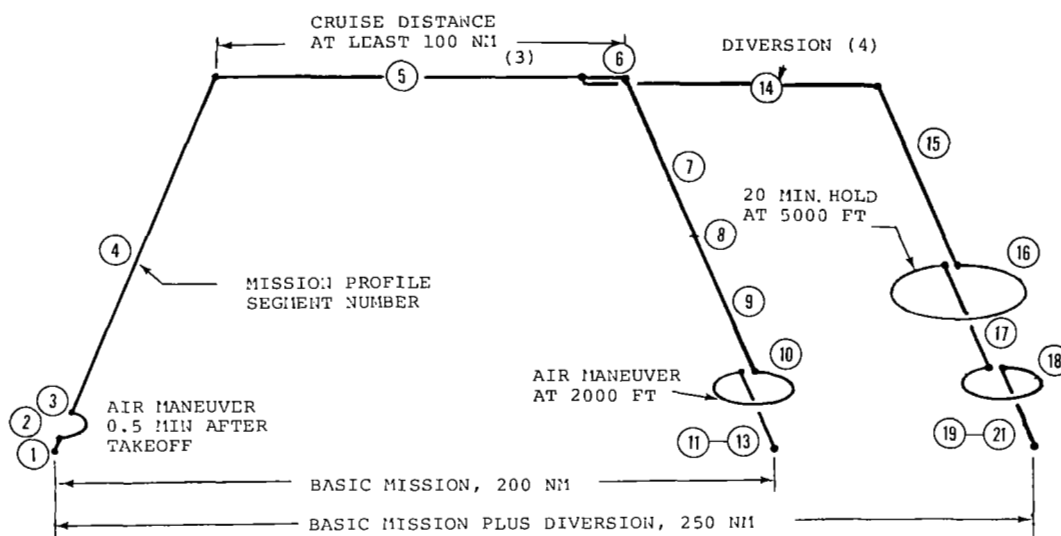 CRUISE DISTANCE
AT LEAST 100 NM
(3)
6
DIVERSION (4)
5
14
15
7
20 MIN. HOLD
AT 5000 FT
4
8
16
MISSION PROFILE
SEGMENT NUMBER
9
17
10
18
AIR MANEUVER
AT 2000 FT
3
2
AIR MANEUVER
0.5 MIN AFTER
TAKEOFF
1
11 — 13
19 — 21
BASIC MISSION, 200 NM
BASIC MISSION PLUS DIVERSION, 250 NM